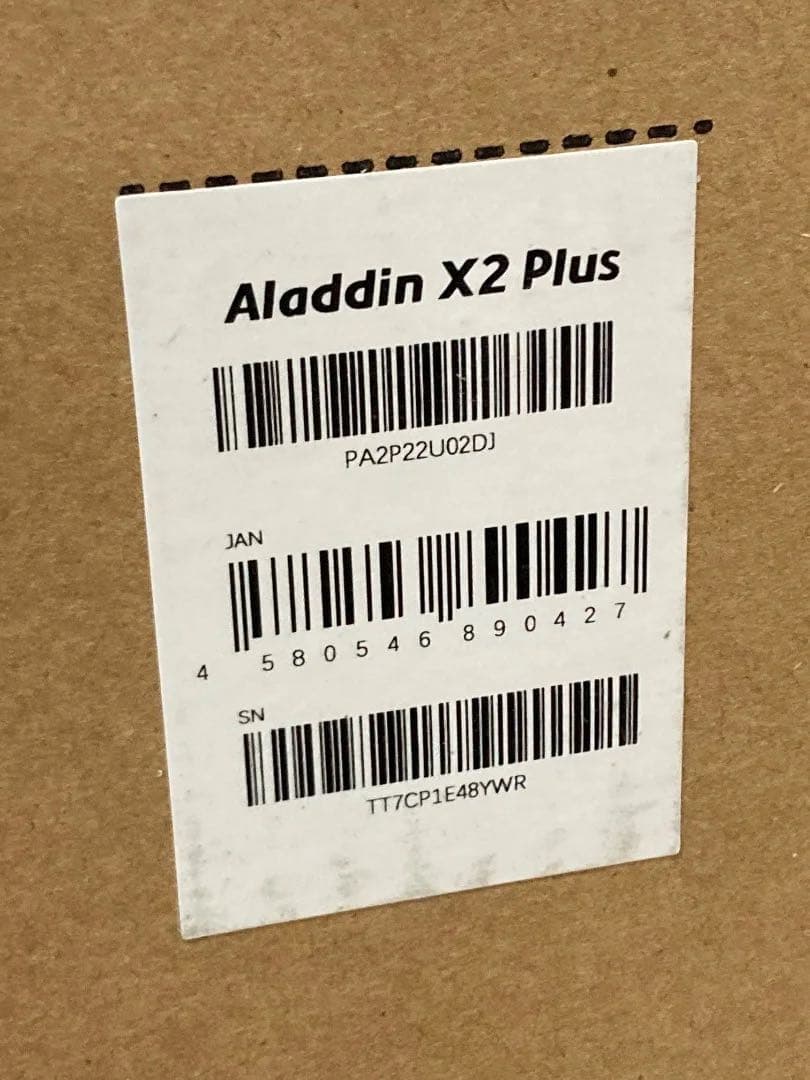 Aladdin X2 Plus
PA2P22U02DJ
JAN
4 580546 890427
SN
TT7CP1E48YWR